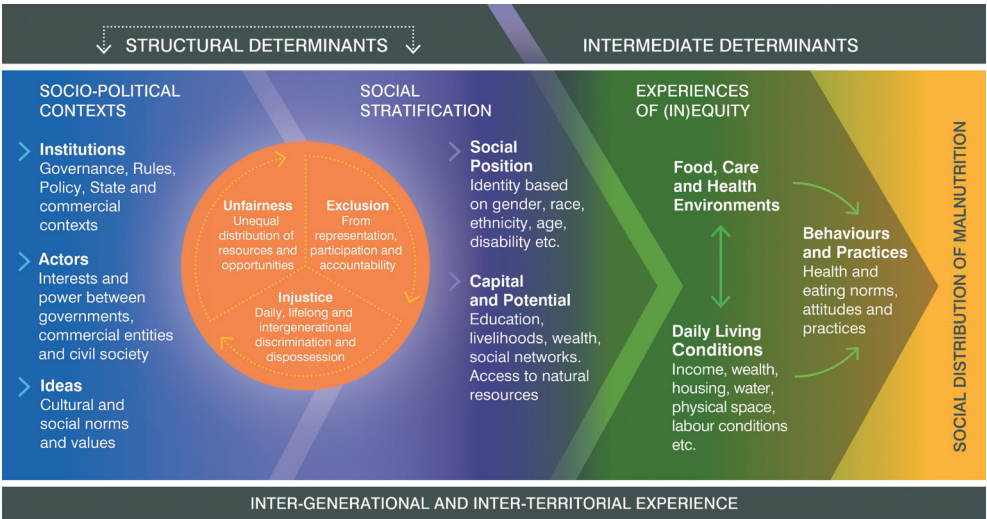 STRUCTURAL DETERMINANTS
INTERMEDIATE DETERMINANTS
SOCIO-POLITICAL
CONTEXTS
Institutions
Governance, Rules,
Policy, State and
commercial
contexts
Actors
Interests and
power between
governments,
commercial entities
and civil society
Ideas
Cultural and
social norms
and values
Unfairness
Unequal
distribution of
resources and
opportunities
Exclusion
From
representation,
participation and
accountability
Injustice
Daily, lifelong and
intergenerational
discrimination and
dispossession
SOCIAL
STRATIFICATION
Social
Position
Identity based
on gender, race,
ethnicity, age,
disability etc.
Capital
and Potential
Education,
livelihoods, wealth,
social networks.
Access to natural
resources
EXPERIENCES
OF (IN)EQUITY
Food, Care
and Health
Environments
Daily Living
Conditions
Income, wealth,
housing, water,
physical space,
labour conditions
etc.
Behaviours
and Practices
Health and
eating norms,
attitudes and
practices
SOCIAL DISTRIBUTION OF MALNUTRITION
INTER-GENERATIONAL AND INTER-TERRITORIAL EXPERIENCE